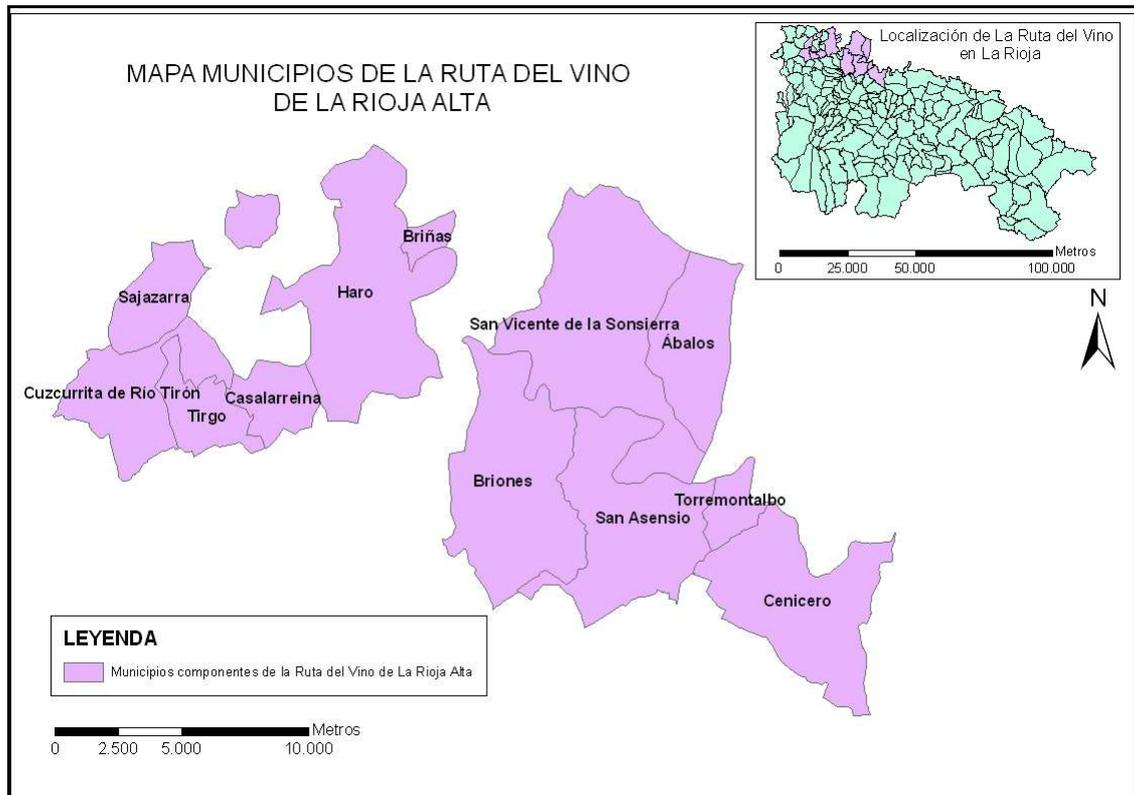 MAPA MUNICIPIOS DE LA RUTA DEL VINO
DE LA RIOJA ALTA
Localización de La Ruta del Vino
en La Rioja
Metros
0 25.000 50.000 100.000
N
Briñas
Haro
Sajazarra
San Vicente de la Sonsierra
Ábalos
Cuzcurrita de Río Tirón
Casalarreina
Tirgo
Briones
Torremontalbo
San Asensio
Cenicero
LEYENDA
Municipios componentes de la Ruta del Vino de La Rioja Alta
Metros
0 2.500 5.000 10.000